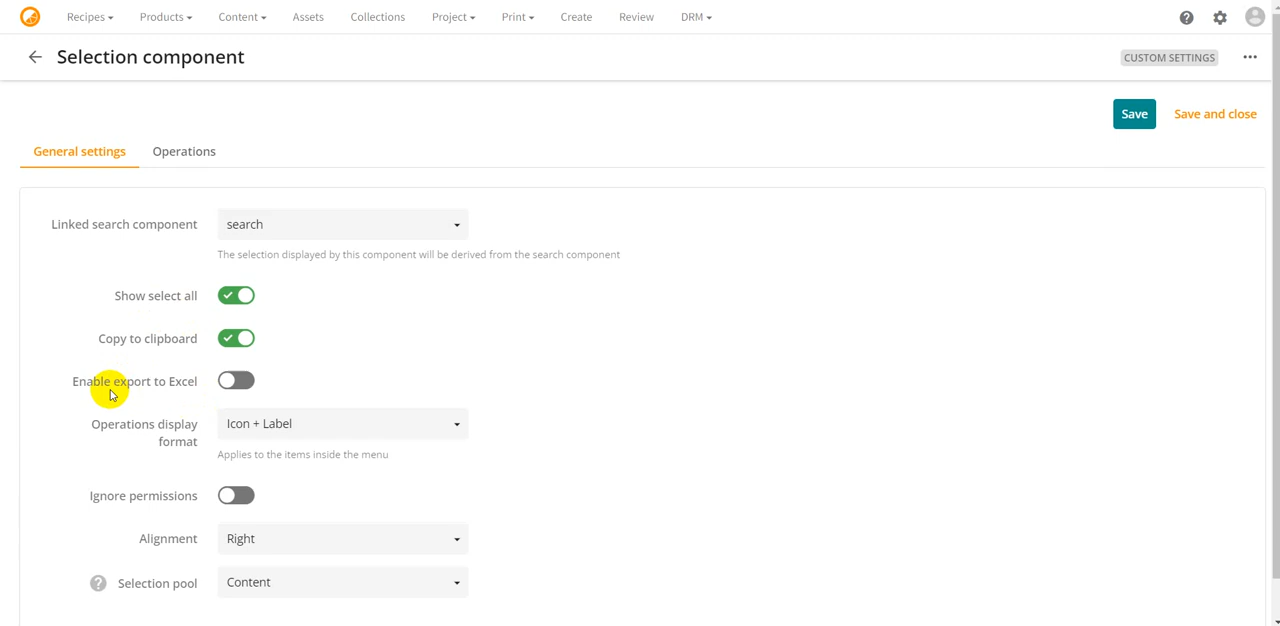 Recipes Products Content Assets Collections Project Print Create Review DRM
Selection component
CUSTOM SETTINGS
Save Save and close
General settings Operations
Linked search component search
The selection displayed by this component will be derived from the search component
Show select all
Copy to clipboard
Enable export to Excel
Operations display format Icon + Label
Applies to the items inside the menu
Ignore permissions
Alignment Right
? Selection pool Content